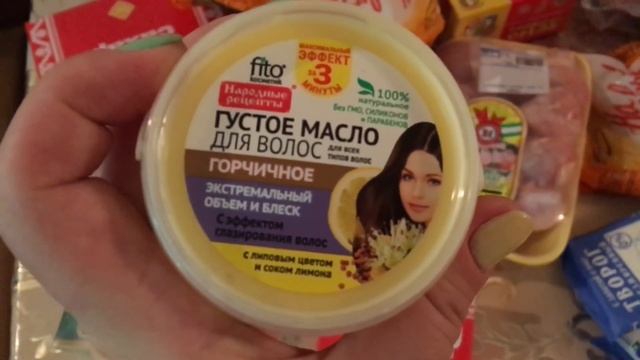 МАКСИМАЛЬНЫЙ
ЭФФЕКТ
ЗА 3
МИНУТЫ
fito
КОСМЕТИК
Народные
рецепты
100%
натуральное
Без ГМО, СИЛИКОНОВ
и ПАРАБЕНОВ
ГУСТОЕ МАСЛО
ДЛЯ ВОЛОС
для всех
типов волос
ГОРЧИЧНОЕ
ЭКСТРЕМАЛЬНЫЙ
ОБЪЕМ И БЛЕСК
С эффектом
глазирования волос
с липовым цветом
и соком лимона
ТВОРОГ